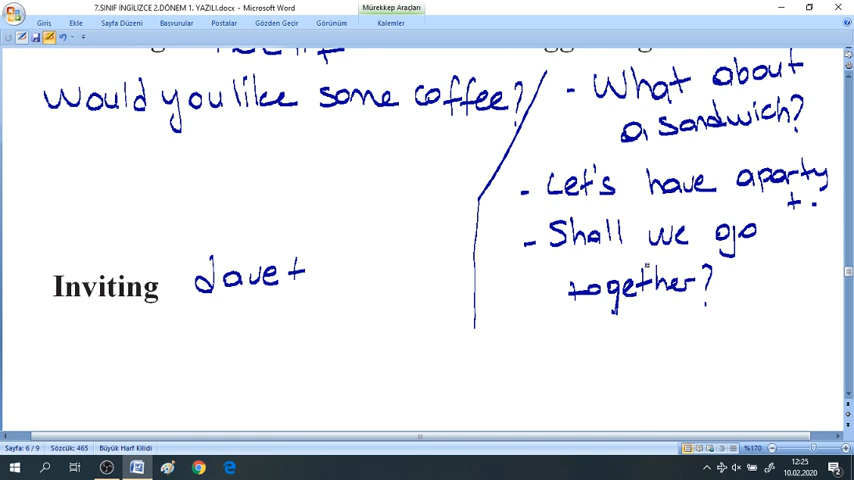 7.SINIF İNGİLİZCE 2.DÖNEM 1. YAZILI.docx - Microsoft Word
Mürekkep Araçları
Giriş Ekle Sayfa Düzeni Başvurular Postalar Gözden Geçir Görünüm Kalemler
Would you like some coffee?
- What about
a sandwich?
- Let's have a party
- Shall we go
together?
Inviting davet
Sayfa: 6 / 9 Sözcük: 465 Büyük Harf Kilidi %170
12:25
10.02.2020
2